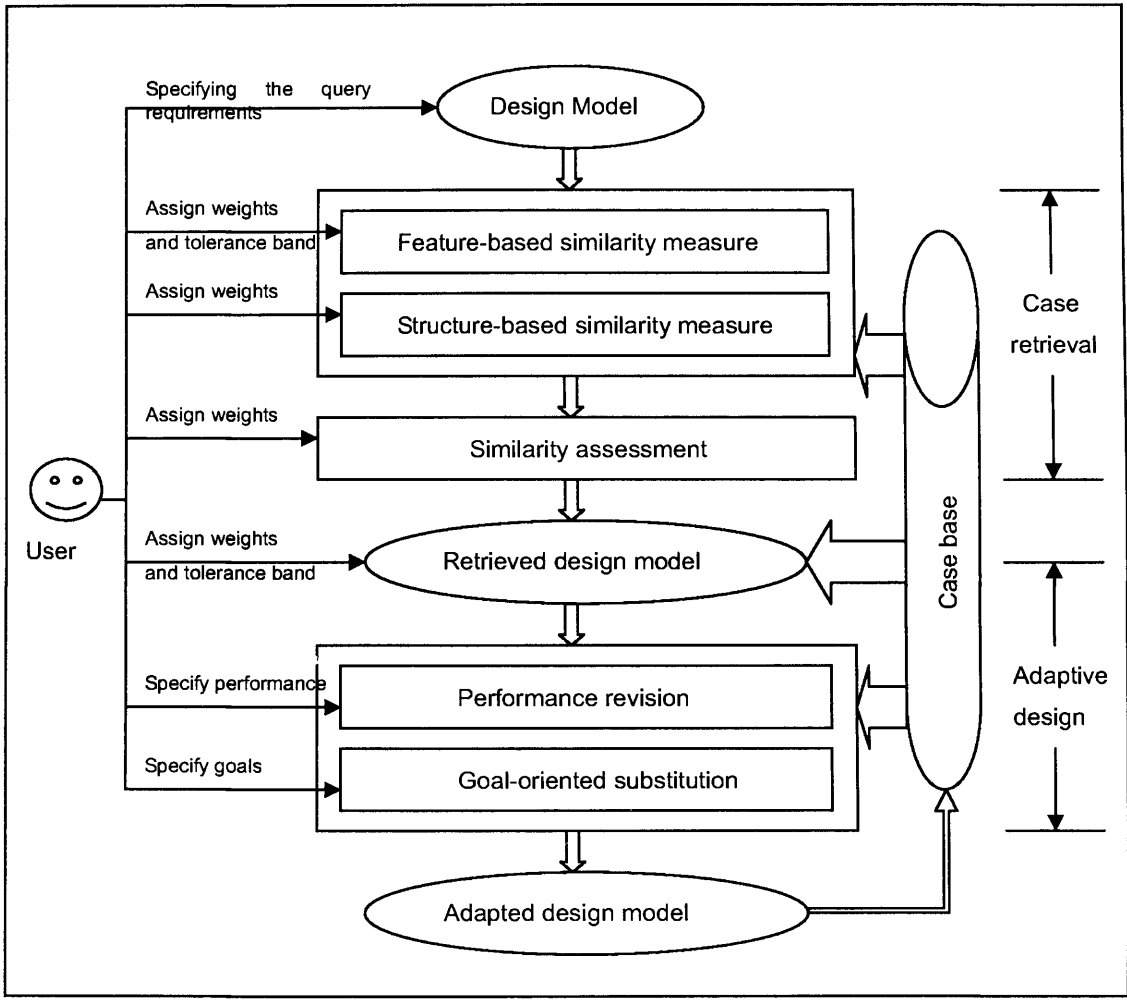 Specifying the query
requirements
Design Model
Assign weights
and tolerance band
Feature-based similarity measure
Assign weights
Structure-based similarity measure
Case
retrieval
Assign weights
Similarity assessment
User
Assign weights
and tolerance band
Retrieved design model
Case base
Specify performance
Performance revision
Adaptive
design
Specify goals
Goal-oriented substitution
Adapted design model